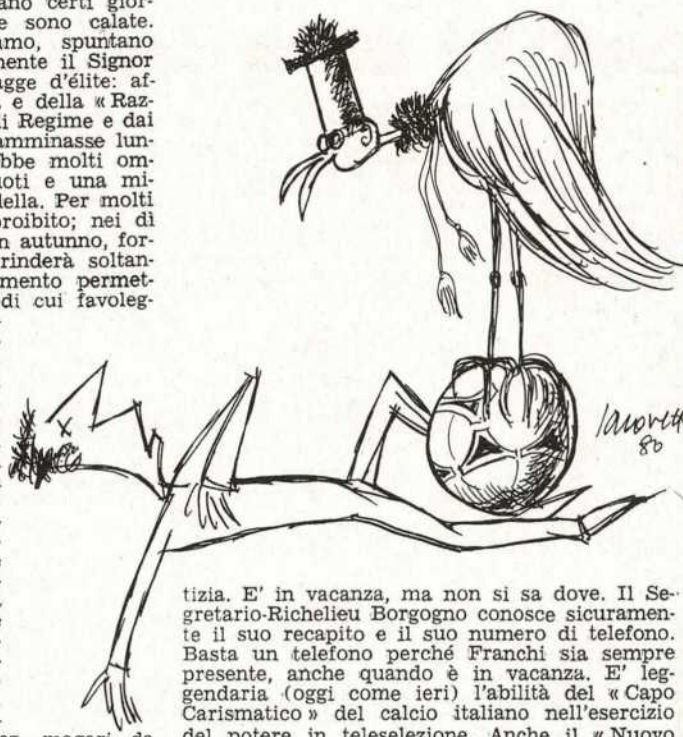 ano certi gior-
e sono calate.
amo, spuntano
mente il Signor
agge d'élite: af-
e della « Raz-
li Regime e dai
amminasse lun-
bbe molti om-
uoti e una mi-
della. Per molti
proibito; nei dì
n autunno, for-
rinderà soltan-
mento permet-
di cui favoleg-
Iacovett
80
tizia. E' in vacanza, ma non si sa dove. Il Se-
gretario-Richelieu Borgogno conosce sicuramen-
te il suo recapito e il suo numero di telefono.
Basta un telefono perché Franchi sia sempre
presente, anche quando è in vacanza. E' leg-
gendaria (oggi come ieri) l'abilità del « Capo
Carismatico » del calcio italiano nell'esercizio
del potere in teleselezione. Anche il « Nuovo